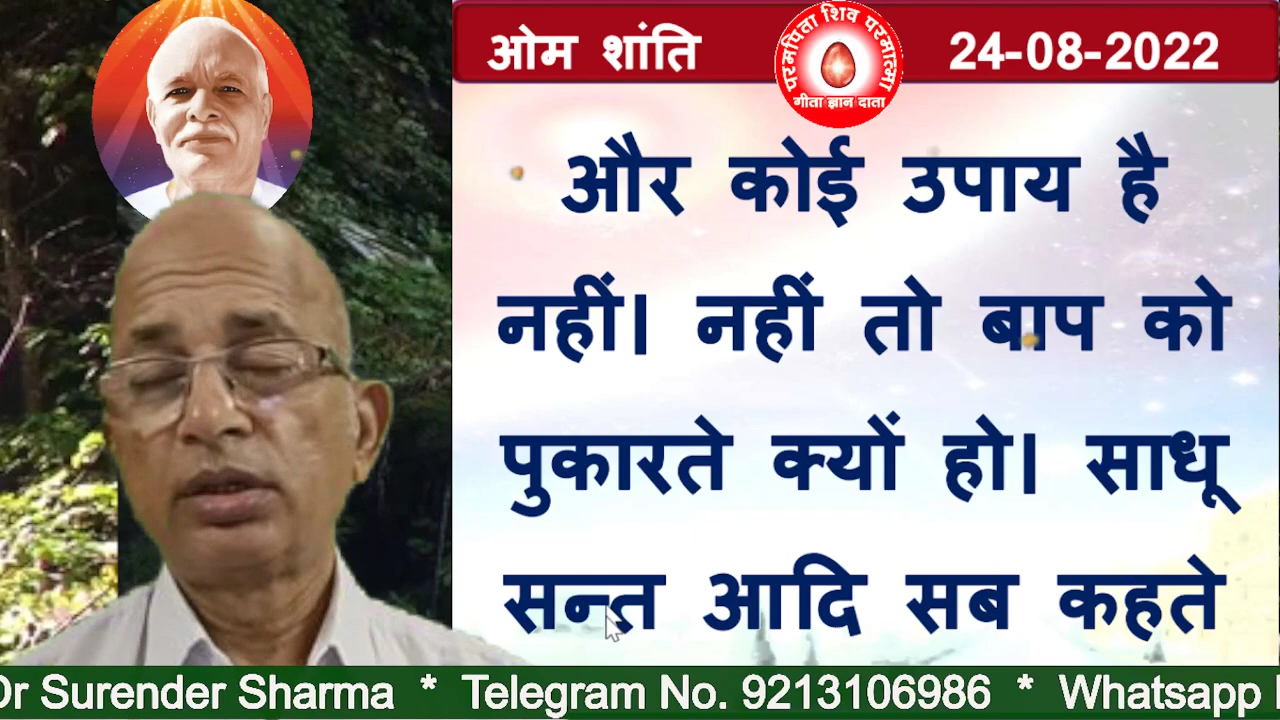 ओम शांति
परमपिता शिव परमात्मा
गीता ज्ञान दाता
24-08-2022
और कोई उपाय है
नहीं। नहीं तो बाप को
पुकारते क्यों हो। साधू
सन्त आदि सब कहते
Dr Surender Sharma * Telegram No. 9213106986 * Whatsapp